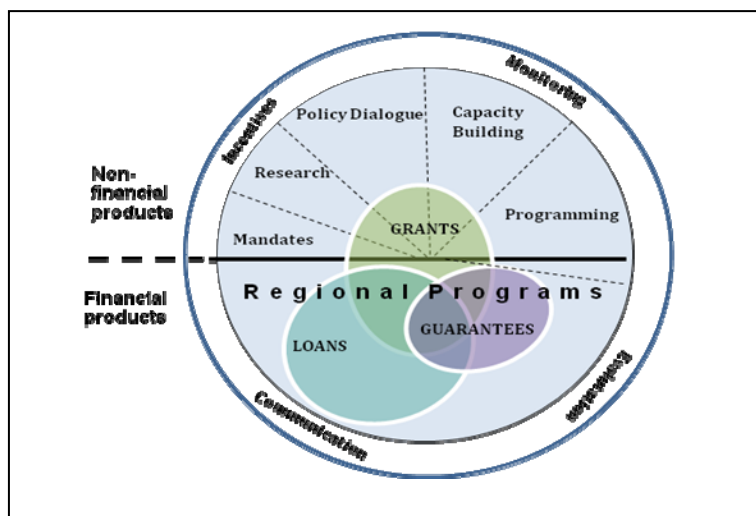 Monitoring
Incentives
Policy Dialogue
Capacity
Building
Research
Non-
financial
products
Mandates
GRANTS
Programming
Financial
products
Regional Programs
LOANS
GUARANTEES
Communication
Evaluation